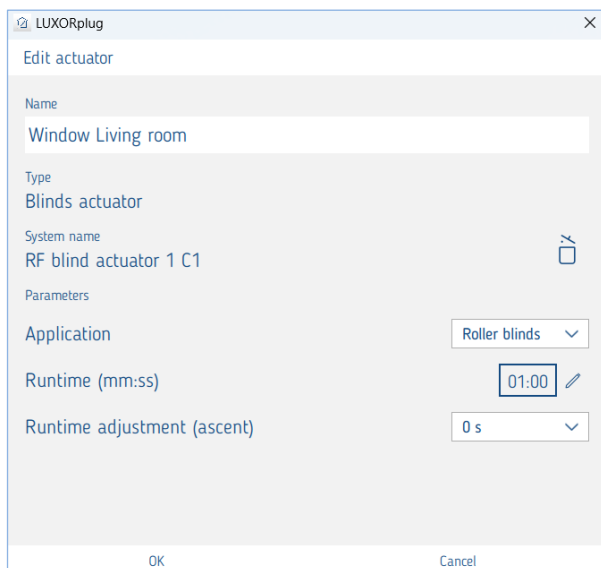 LUXORplug
Edit actuator
Name
Window Living room
Type
Blinds actuator
System name
RF blind actuator 1 C1
Parameters
Application Roller blinds
Runtime (mm:ss) 01:00
Runtime adjustment (ascent) 0 s
OK Cancel